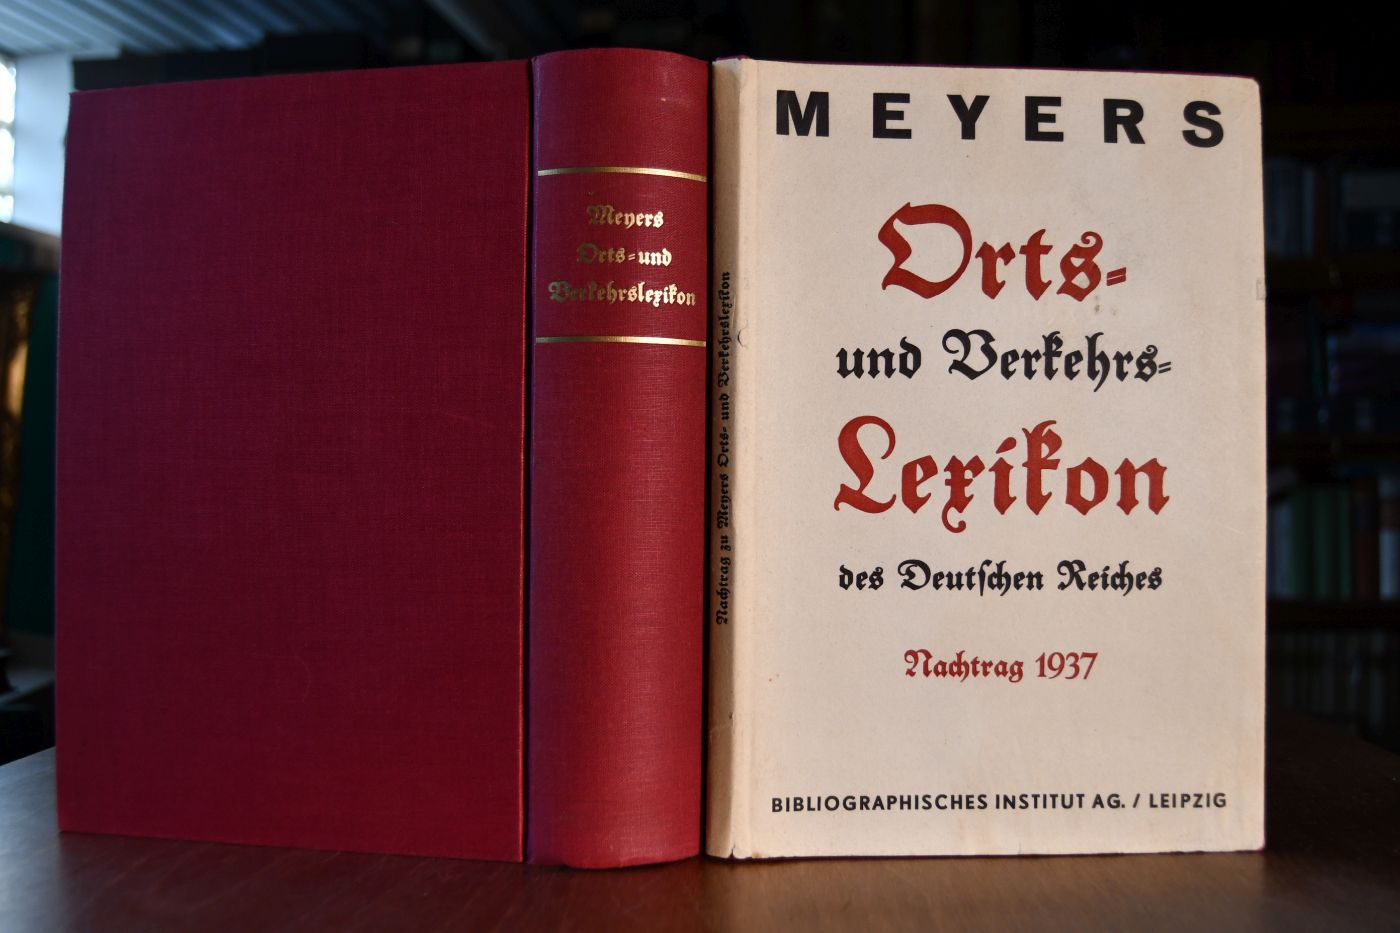 Meyers
Orts- und
Verkehrslexikon
Nachtrag zu Meyers Orts- und Verkehrslexikon
MEYERS
Orts-
und Verkehrs-
Lexikon
des Deutſchen Reiches
Nachtrag 1937
BIBLIOGRAPHISCHES INSTITUT AG. / LEIPZIG